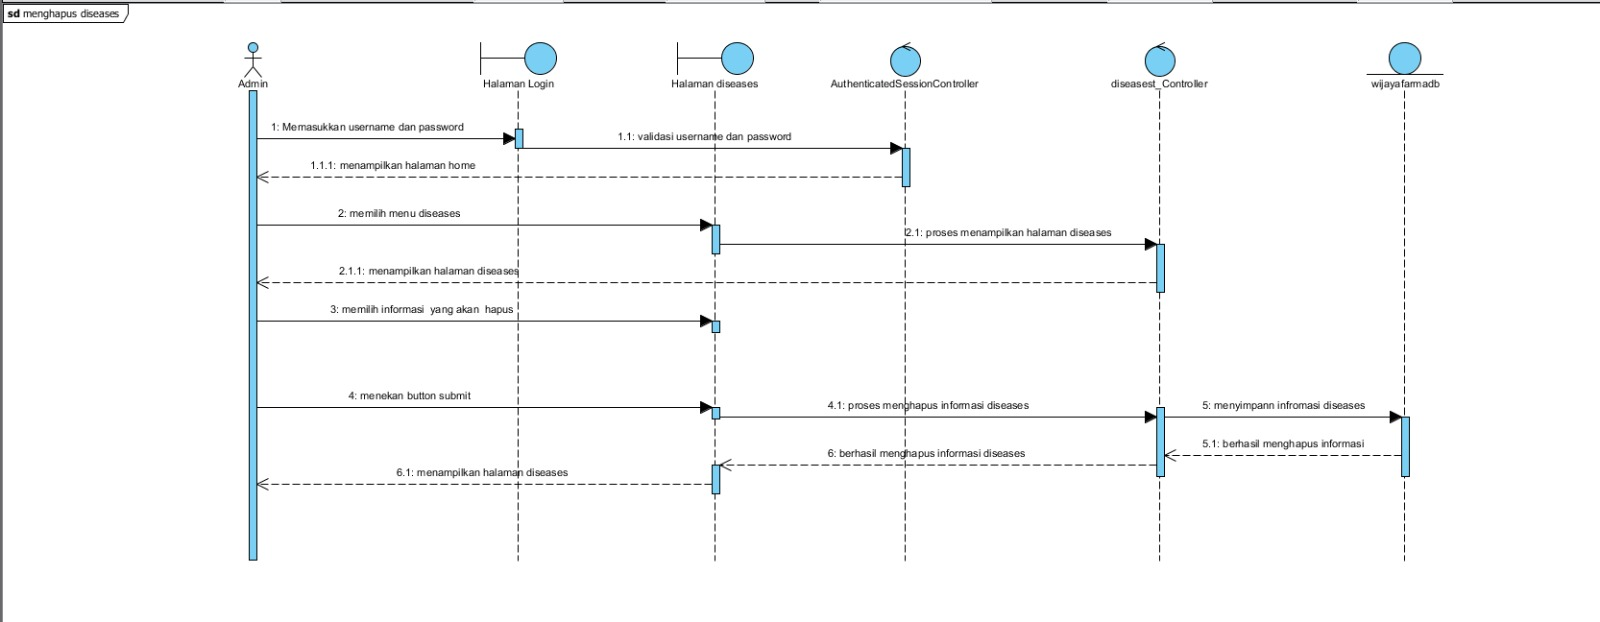 sd menghapus diseases
Admin
Halaman Login
Halaman diseases
AuthenticatedSessionController
diseasest_Controller
wijayafarmadb
1: Memasukkan username dan password
1.1: validasi username dan password
1.1.1: menampilkan halaman home
2: memilih menu diseases
2.1: proses menampilkan halaman diseases
2.1.1: menampilkan halaman diseases
3: memilih informasi  yang akan  hapus
4: menekan button submit
4.1: proses menghapus informasi diseases
5: menyimpann infromasi diseases
5.1: berhasil menghapus informasi
6: berhasil menghapus informasi diseases
6.1: menampilkan halaman diseases